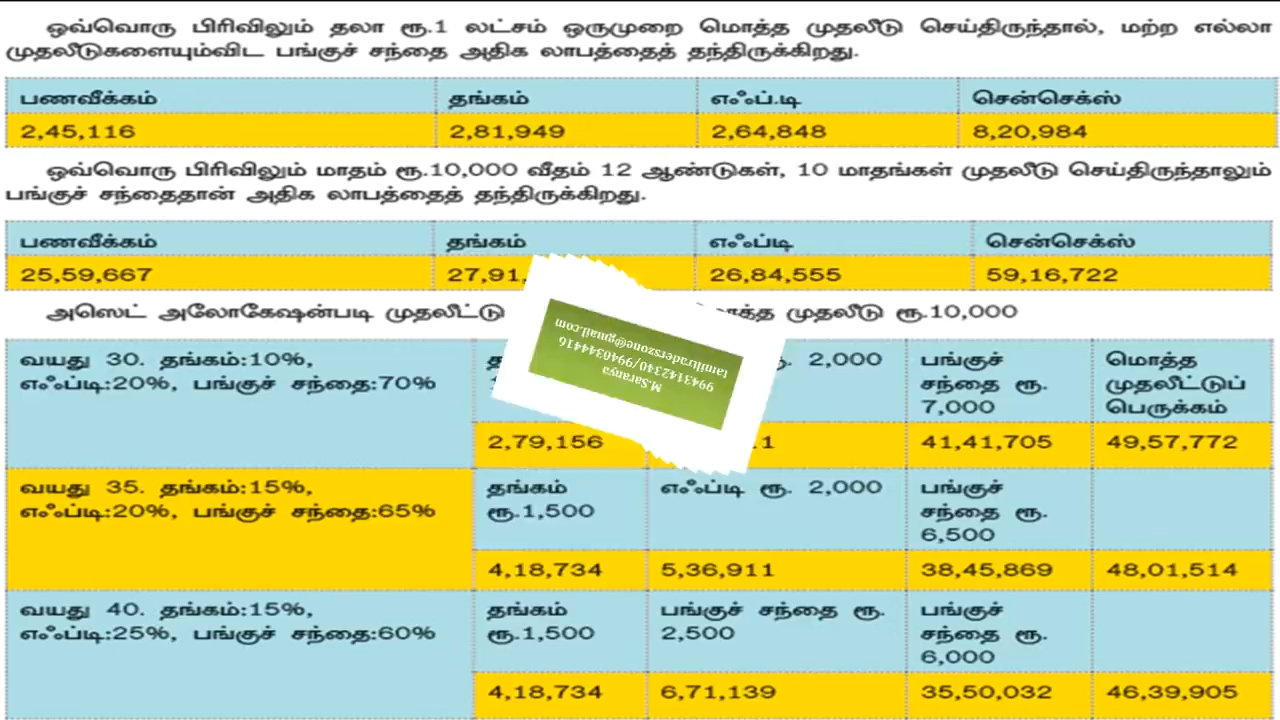 ஒவ்வொரு பிரிவிலும் தலா ரூ.1 லட்சம் ஒருமுறை மொத்த முதலீடு செய்திருந்தால், மற்ற எல்லா
முதலீடுகளையும்விட பங்குச் சந்தை அதிக லாபத்தைத் தந்திருக்கிறது.
பணவீக்கம் தங்கம் எஃப்.டி சென்செக்ஸ்
2,45,116 2,81,949 2,64,848 8,20,984
ஒவ்வொரு பிரிவிலும் மாதம் ரூ.10,000 வீதம் 12 ஆண்டுகள், 10 மாதங்கள் முதலீடு செய்திருந்தாலும்
பங்குச் சந்தைதான் அதிக லாபத்தைத் தந்திருக்கிறது.
பணவீக்கம் தங்கம் எஃப்டி சென்செக்ஸ்
25,59,667 27,91, 26,84,555 59,16,722
அஸெட் அலோகேஷன்படி முதலீட்டு முதலீடு ரூ.10,000
வயது 30. தங்கம்:10%,
எஃப்டி:20%, பங்குச் சந்தை:70%
2,000
பங்குச்
சந்தை ரூ.
7,000
மொத்த
முதலீட்டுப்
பெருக்கம்
2,79,156 41,41,705 49,57,772
வயது 35. தங்கம்:15%,
எஃப்டி:20%, பங்குச் சந்தை:65%
தங்கம்
ரூ.1,500
எஃப்டி ரூ. 2,000
பங்குச்
சந்தை ரூ.
6,500
4,18,734 5,36,911 38,45,869 48,01,514
வயது 40. தங்கம்:15%,
எஃப்டி:25%, பங்குச் சந்தை:60%
தங்கம்
ரூ.1,500
பங்குச் சந்தை ரூ.
2,500
பங்குச்
சந்தை ரூ.
6,000
4,18,734 6,71,139 35,50,032 46,39,905
M.Saranya
9943142340/9940344416
tamiltraderszone@gmail.com